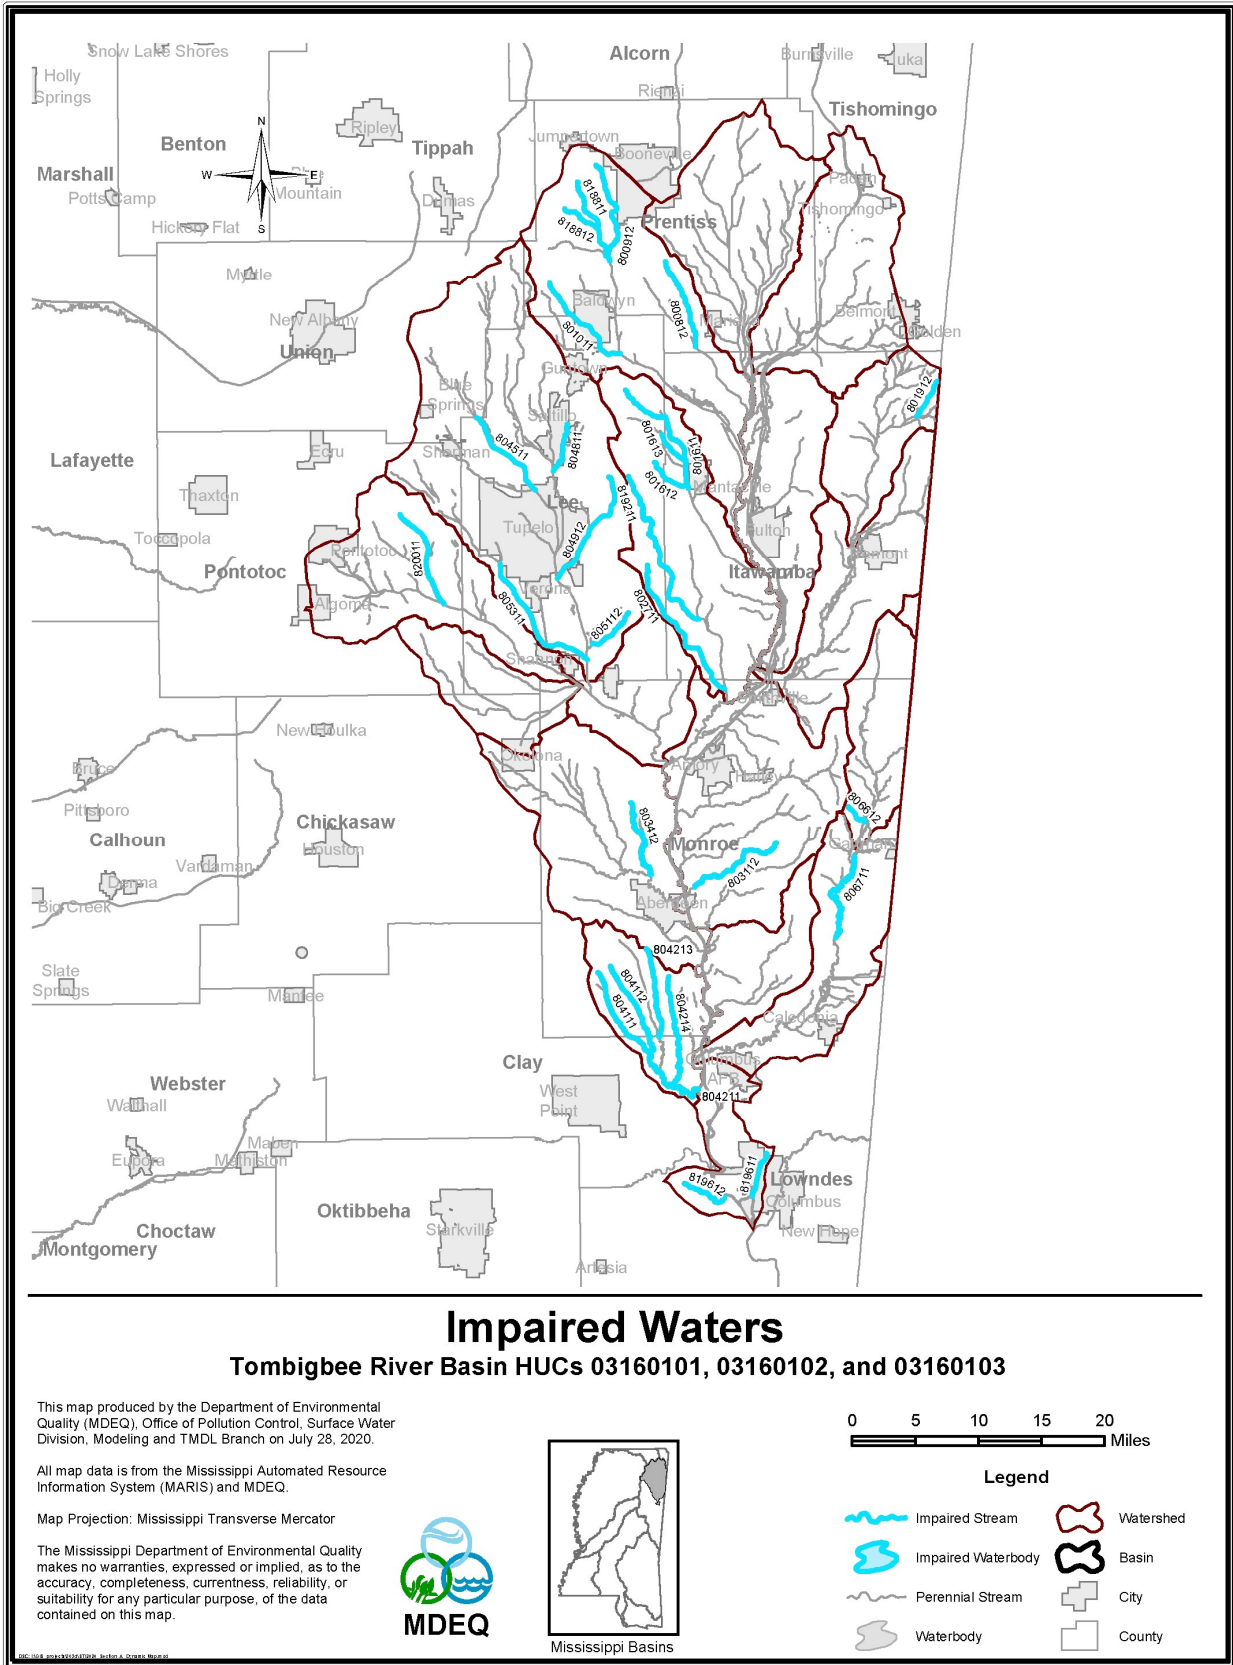 Snow Lake Shores
Alcorn
Burnsville
uka
Holly
Springs
Rienzi
Tishomingo
Ripley
Jumpertown
Benton
N
Tippah
Booneville
Marshall
W
E
Mountain
Paden
Potts Camp
Dumas
818811
Tishomingo
Hickory Flat
S
818812
Prentiss
800912
Myrtle
Baldwyn
New Albany
800812
Belmont
Golden
801011
Marietta
Union
Guntown
Blue
Springs
801912
Saltillo
804511
804811
801613
801611
Lafayette
Ecru
Sherman
801612
Mantachie
Thaxton
Lee
819211
Tupelo
Fulton
Toccopola
804912
Pontotoc
820011
Tremont
Pontotoc
Itawamba
Algoma
Verona
805311
802711
805112
Shannon
Smithville
New Houlka
Okolona
Amory
Hatley
Bruce
Pittsboro
806612
Chickasaw
803412
Calhoun
Houston
Monroe
Gattman
Vardaman
803112
Derma
806711
Big Creek
Aberdeen
804213
Slate
Springs
804112
Mantee
804111
804214
Caledonia
Clay
Columbus
AFB
Webster
West
Point
804211
Walthall
Maben
Eupora
Mathiston
819611
Lowndes
819612
Columbus
Oktibbeha
Choctaw
Starkville
New Hope
Montgomery
Artesia
Impaired Waters
Tombigbee River Basin HUCs 03160101, 03160102, and 03160103
This map produced by the Department of Environmental
Quality (MDEQ), Office of Pollution Control, Surface Water
Division, Modeling and TMDL Branch on July 28, 2020.
All map data is from the Mississippi Automated Resource
Information System (MARIS) and MDEQ.
Map Projection: Mississippi Transverse Mercator
The Mississippi Department of Environmental Quality
makes no warranties, expressed or implied, as to the
accuracy, completeness, currentness, reliability, or
suitability for any particular purpose, of the data
contained on this map.
MDEQ
Mississippi Basins
0 5 10 15 20
Miles
Legend
Impaired Stream
Watershed
Impaired Waterbody
Basin
Perennial Stream
City
Waterbody
County